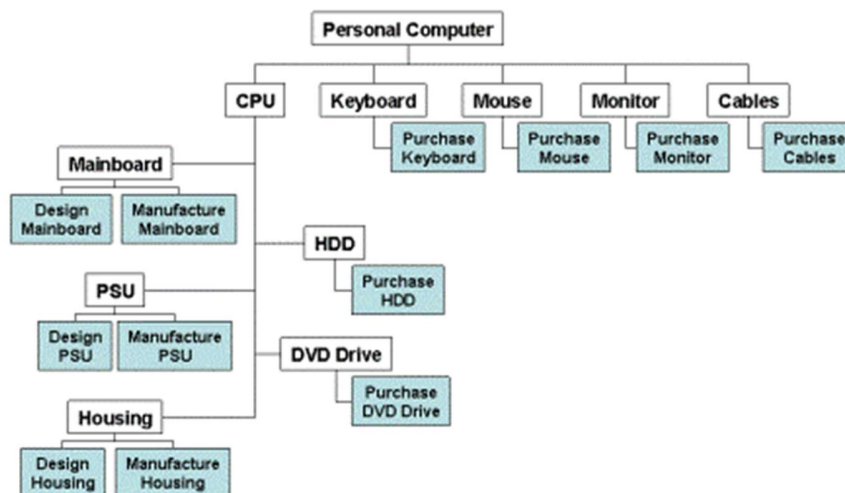 Personal Computer
CPU
Keyboard
Mouse
Monitor
Cables
Purchase
Keyboard
Purchase
Mouse
Purchase
Monitor
Purchase
Cables
Mainboard
Design
Mainboard
Manufacture
Mainboard
HDD
Purchase
HDD
PSU
Design
PSU
Manufacture
PSU
DVD Drive
Purchase
DVD Drive
Housing
Design
Housing
Manufacture
Housing